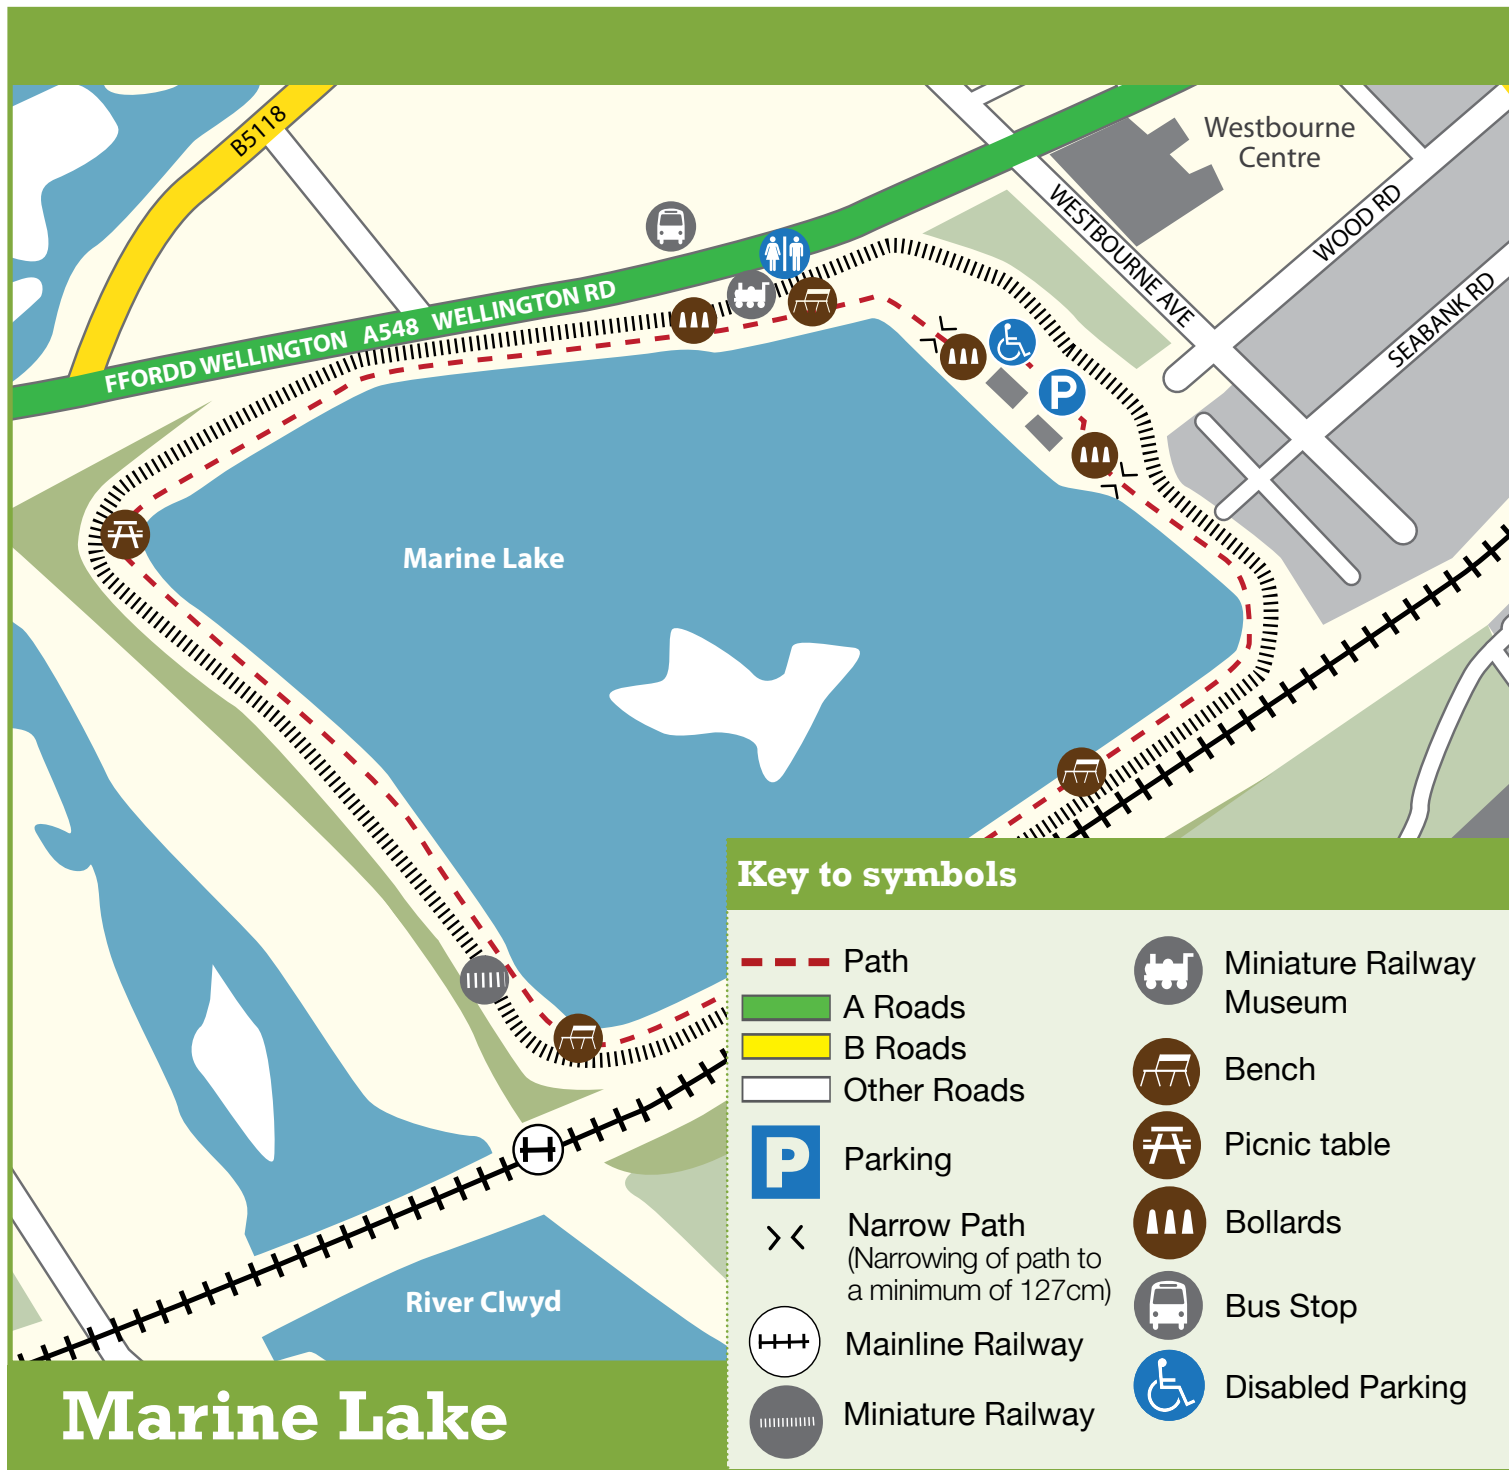 B5118
Westbourne
Centre
WESTBOURNE AVE
WOOD RD
SEABANK RD
FFORDD WELLINGTON A548 WELLINGTON RD
P
Marine Lake
River Clwyd
Key to symbols
Path
A Roads
B Roads
Other Roads
P
Parking
Narrow Path
(Narrowing of path to
a minimum of 127cm)
Mainline Railway
Miniature Railway
Miniature Railway
Museum
Bench
Picnic table
Bollards
Bus Stop
Disabled Parking
Marine Lake